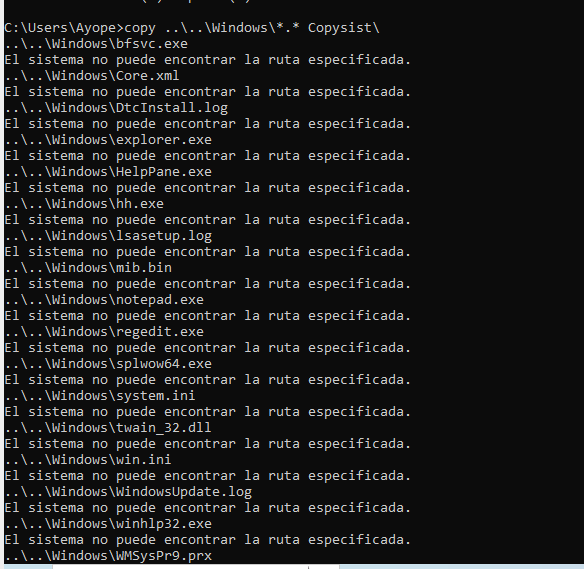 C:\Users\Ayope>copy ..\..\Windows\*.* Copysist\
..\..\Windows\bfsvc.exe
El sistema no puede encontrar la ruta especificada.
..\..\Windows\Core.xml
El sistema no puede encontrar la ruta especificada.
..\..\Windows\DtcInstall.log
El sistema no puede encontrar la ruta especificada.
..\..\Windows\explorer.exe
El sistema no puede encontrar la ruta especificada.
..\..\Windows\HelpPane.exe
El sistema no puede encontrar la ruta especificada.
..\..\Windows\hh.exe
El sistema no puede encontrar la ruta especificada.
..\..\Windows\lsasetup.log
El sistema no puede encontrar la ruta especificada.
..\..\Windows\mib.bin
El sistema no puede encontrar la ruta especificada.
..\..\Windows\notepad.exe
El sistema no puede encontrar la ruta especificada.
..\..\Windows\regedit.exe
El sistema no puede encontrar la ruta especificada.
..\..\Windows\splwow64.exe
El sistema no puede encontrar la ruta especificada.
..\..\Windows\system.ini
El sistema no puede encontrar la ruta especificada.
..\..\Windows\twain_32.dll
El sistema no puede encontrar la ruta especificada.
..\..\Windows\win.ini
El sistema no puede encontrar la ruta especificada.
..\..\Windows\WindowsUpdate.log
El sistema no puede encontrar la ruta especificada.
..\..\Windows\winhlp32.exe
El sistema no puede encontrar la ruta especificada.
..\..\Windows\WMSysPr9.prx